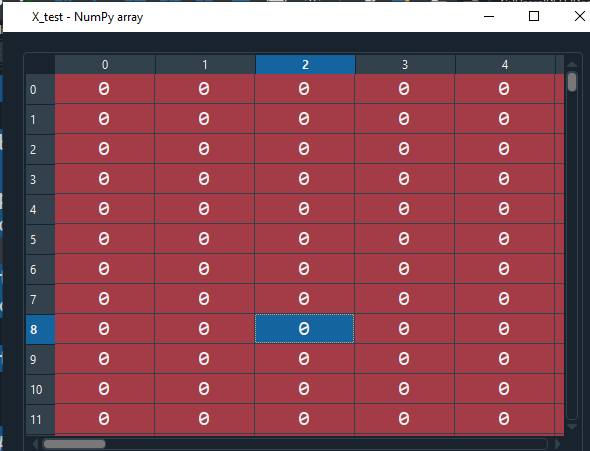 X_test - NumPy array
0 1 2 3 4
0 0 0 0 0 0
1 0 0 0 0 0
2 0 0 0 0 0
3 0 0 0 0 0
4 0 0 0 0 0
5 0 0 0 0 0
6 0 0 0 0 0
7 0 0 0 0 0
8 0 0 0 0 0
9 0 0 0 0 0
10 0 0 0 0 0
11 0 0 0 0 0